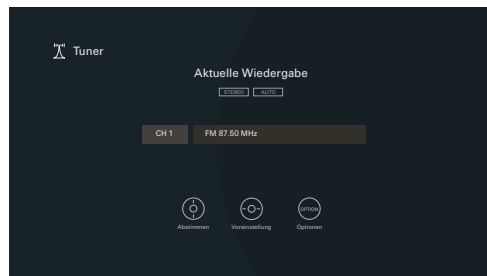 Tuner
Aktuelle Wiedergabe
STEREO AUTO
CH 1 FM 87.50 MHz
OPTION
Abstimmen Voreinstellung Optionen